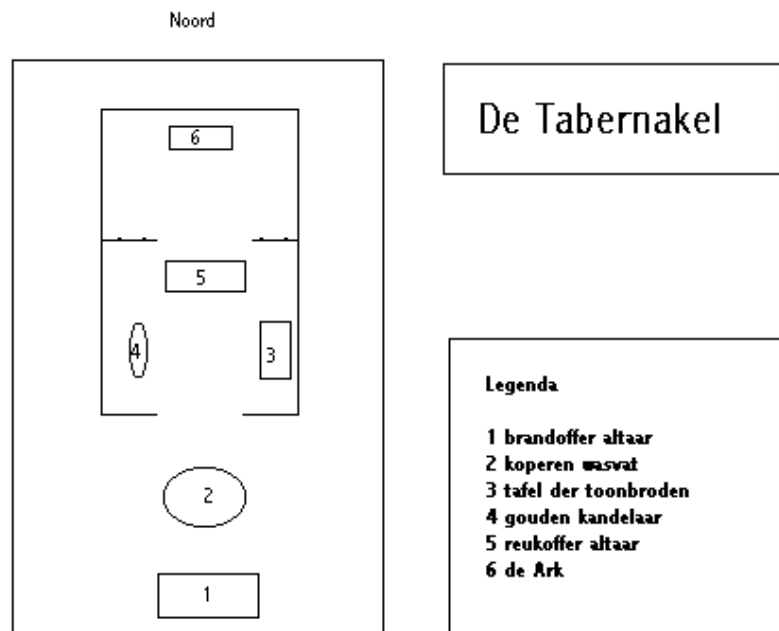 Noord
De Tabernakel
6
5
4
3
2
1
Legenda
1 brandoffer altaar
2 koperen wasvat
3 tafel der toonbroden
4 gouden kandelaar
5 reukoffer altaar
6 de Ark